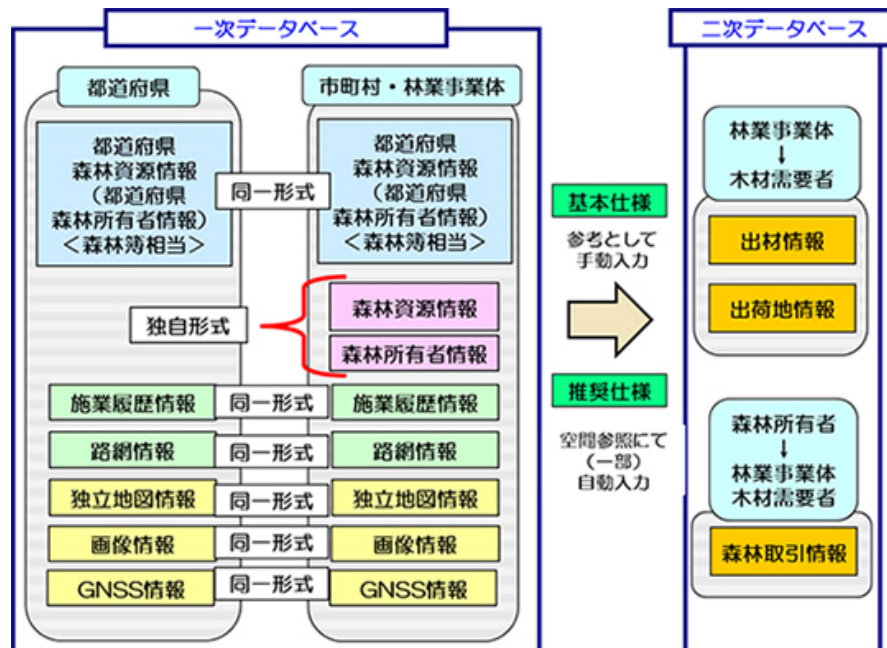 一次データベース
都道府県
市町村・林業事業体
都道府県
森林資源情報
(都道府県
森林所有者情報)
<森林簿相当>
同一形式
都道府県
森林資源情報
(都道府県
森林所有者情報)
<森林簿相当>
独自形式
森林資源情報
森林所有者情報
施業履歴情報
同一形式
施業履歴情報
路網情報
同一形式
路網情報
独立地図情報
同一形式
独立地図情報
画像情報
同一形式
画像情報
GNSS情報
同一形式
GNSS情報
基本仕様
参考として
手動入力
推奨仕様
空間参照にて
(一部)
自動入力
二次データベース
林業事業体
↓
木材需要者
出材情報
出荷地情報
森林所有者
↓
林業事業体
木材需要者
森林取引情報